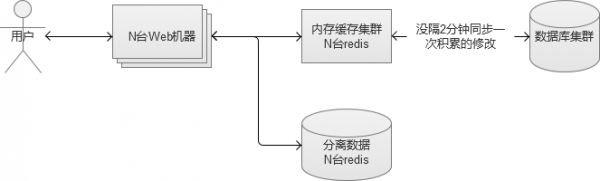 用户
N台Web机器
内存缓存集群
N台redis
没隔2分钟同步一
次积累的修改
数据库集群
分离数据
N台redis